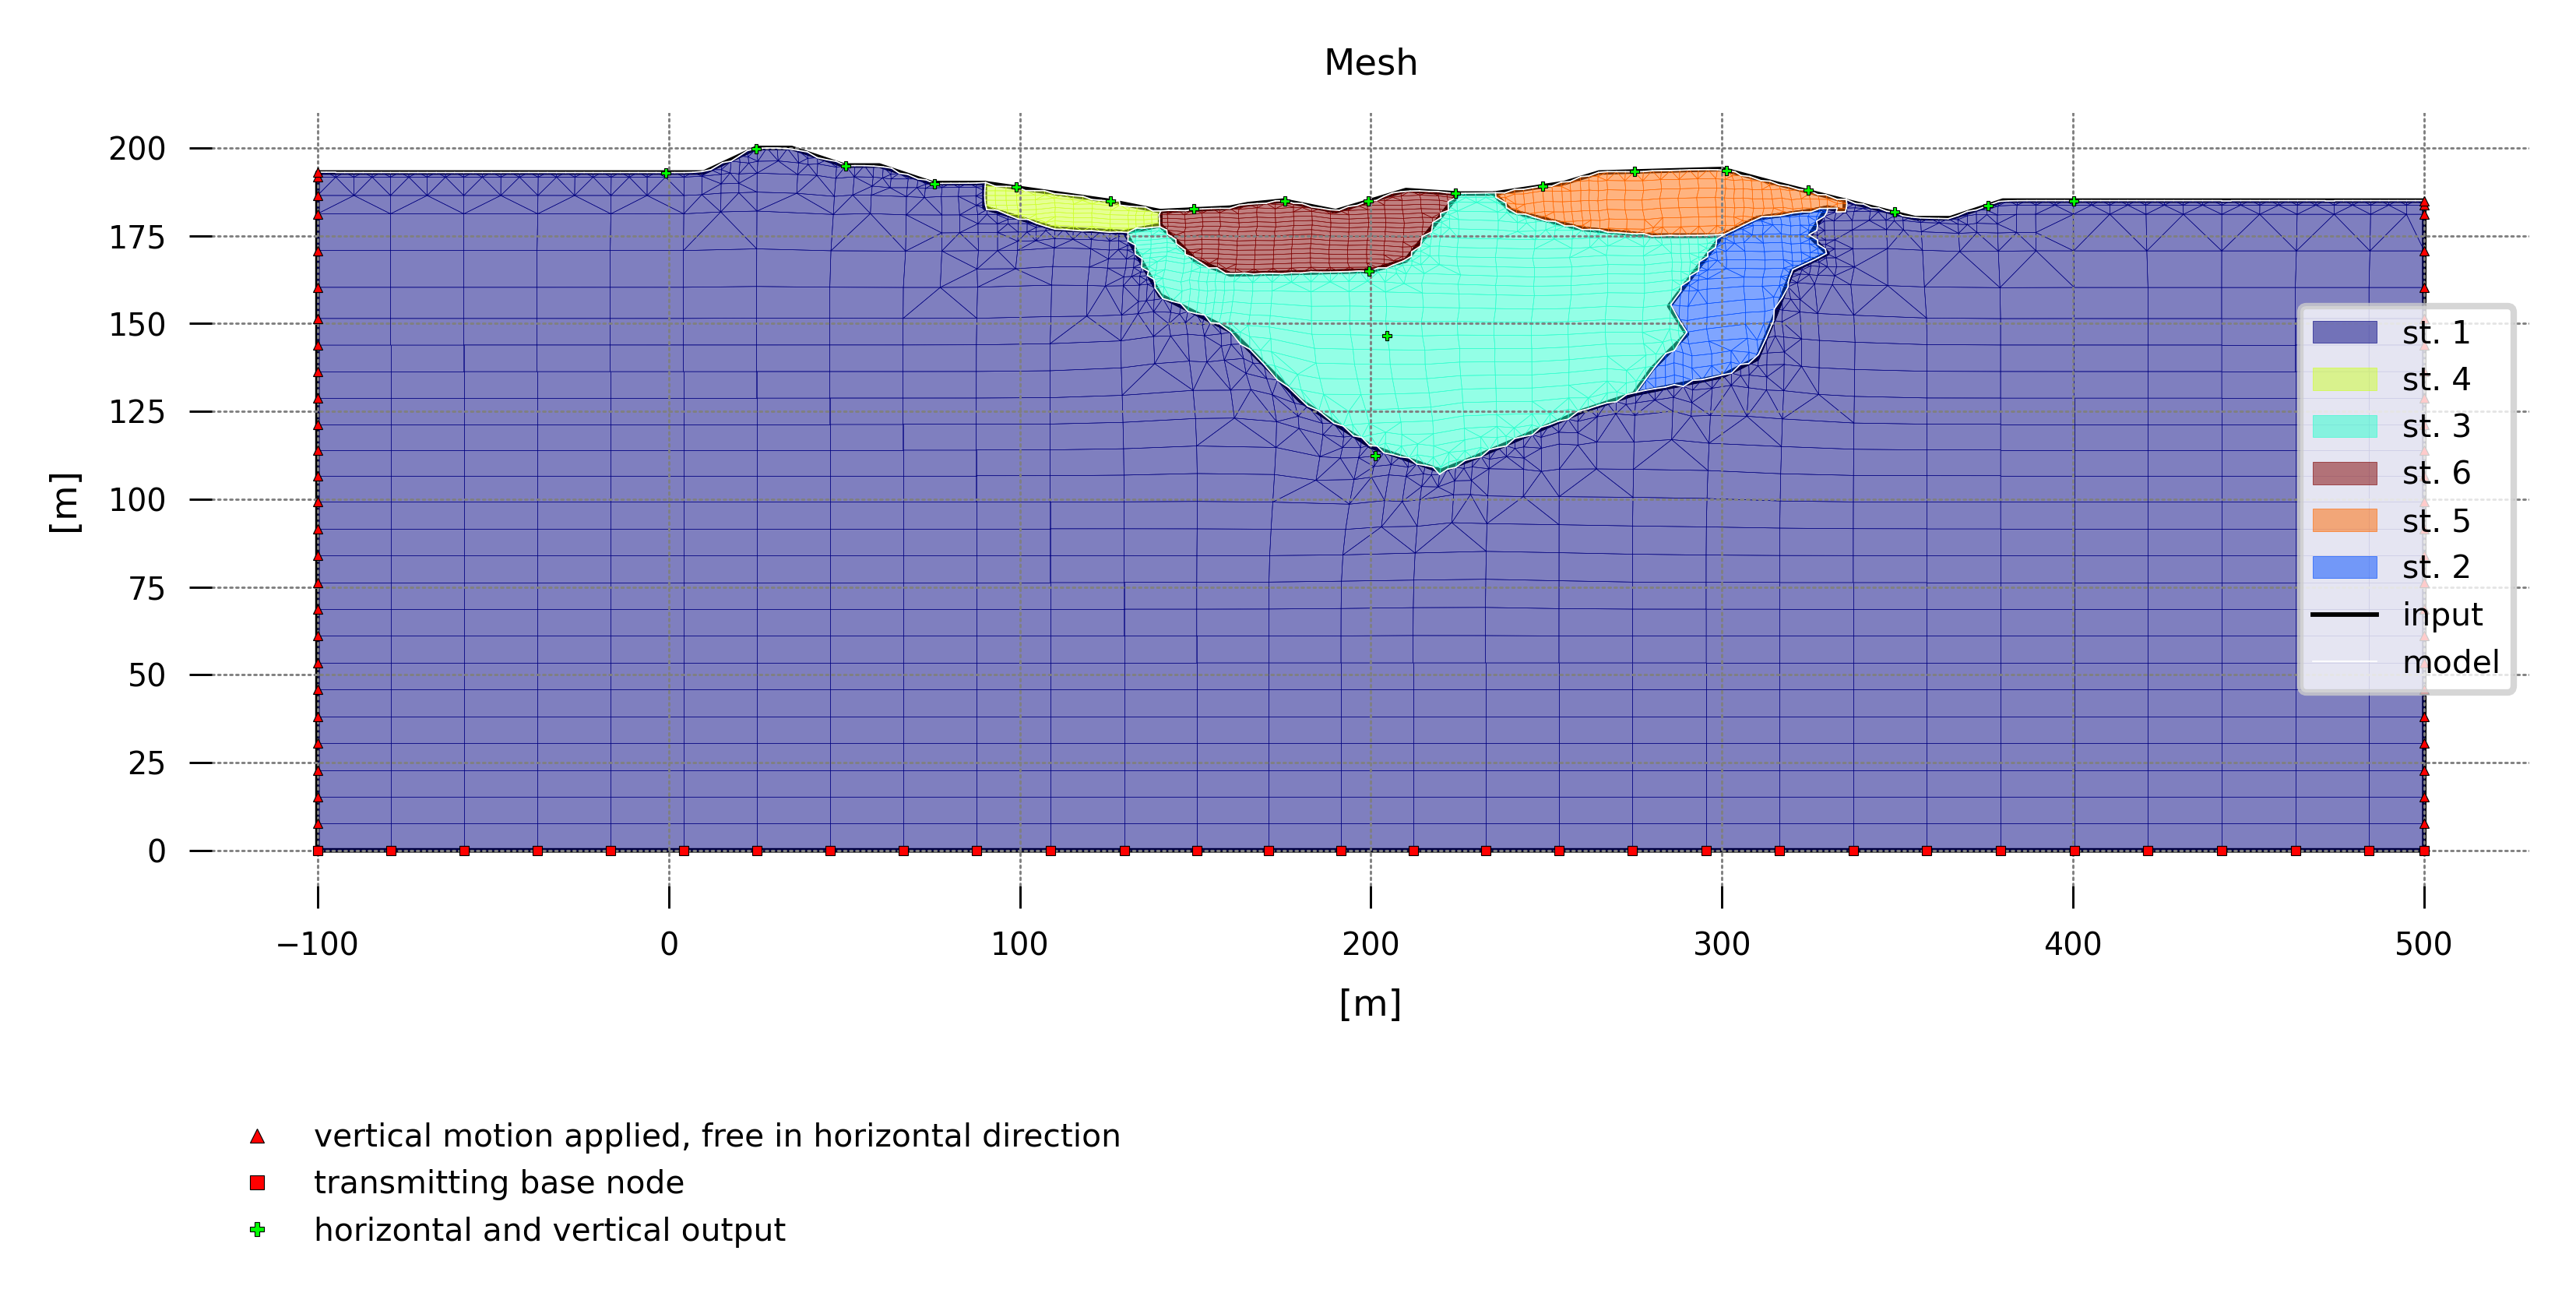 Mesh
200
175
150
125
100
75
50
25
0
[m]
−100
0
100
200
300
400
500
[m]
st. 1
st. 4
st. 3
st. 6
st. 5
st. 2
input
model
vertical motion applied, free in horizontal direction
transmitting base node
horizontal and vertical output